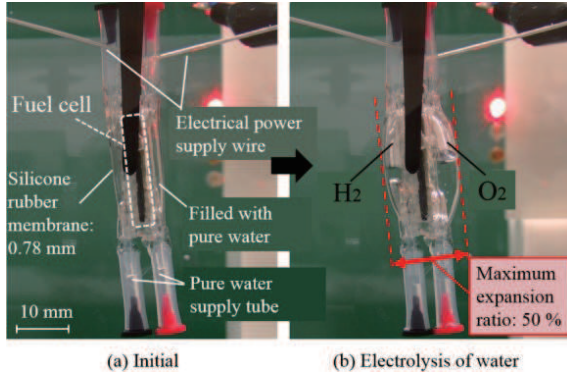 Fuel cell
Electrical power
supply wire
Silicone
rubber
membrane:
0.78 mm
Filled with
pure water
Pure water
supply tube
10 mm
(a) Initial
H2
O2
Maximum
expansion
ratio: 50 %
(b) Electrolysis of water